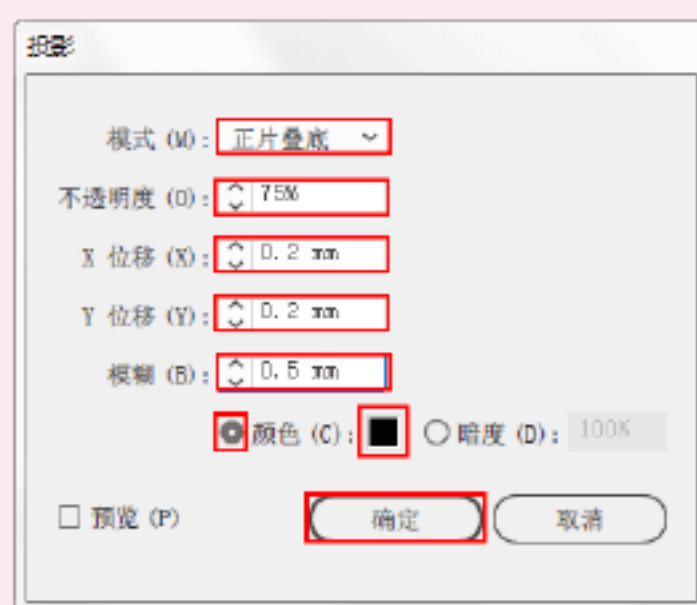 投影
模式 (M): 正片叠底
不透明度 (O): 75%
X 位移 (X): 0.2 mm
Y 位移 (Y): 0.2 mm
模糊 (B): 0.5 mm
颜色 (C): 暗度 (D): 100%
预览 (P) 确定 取消